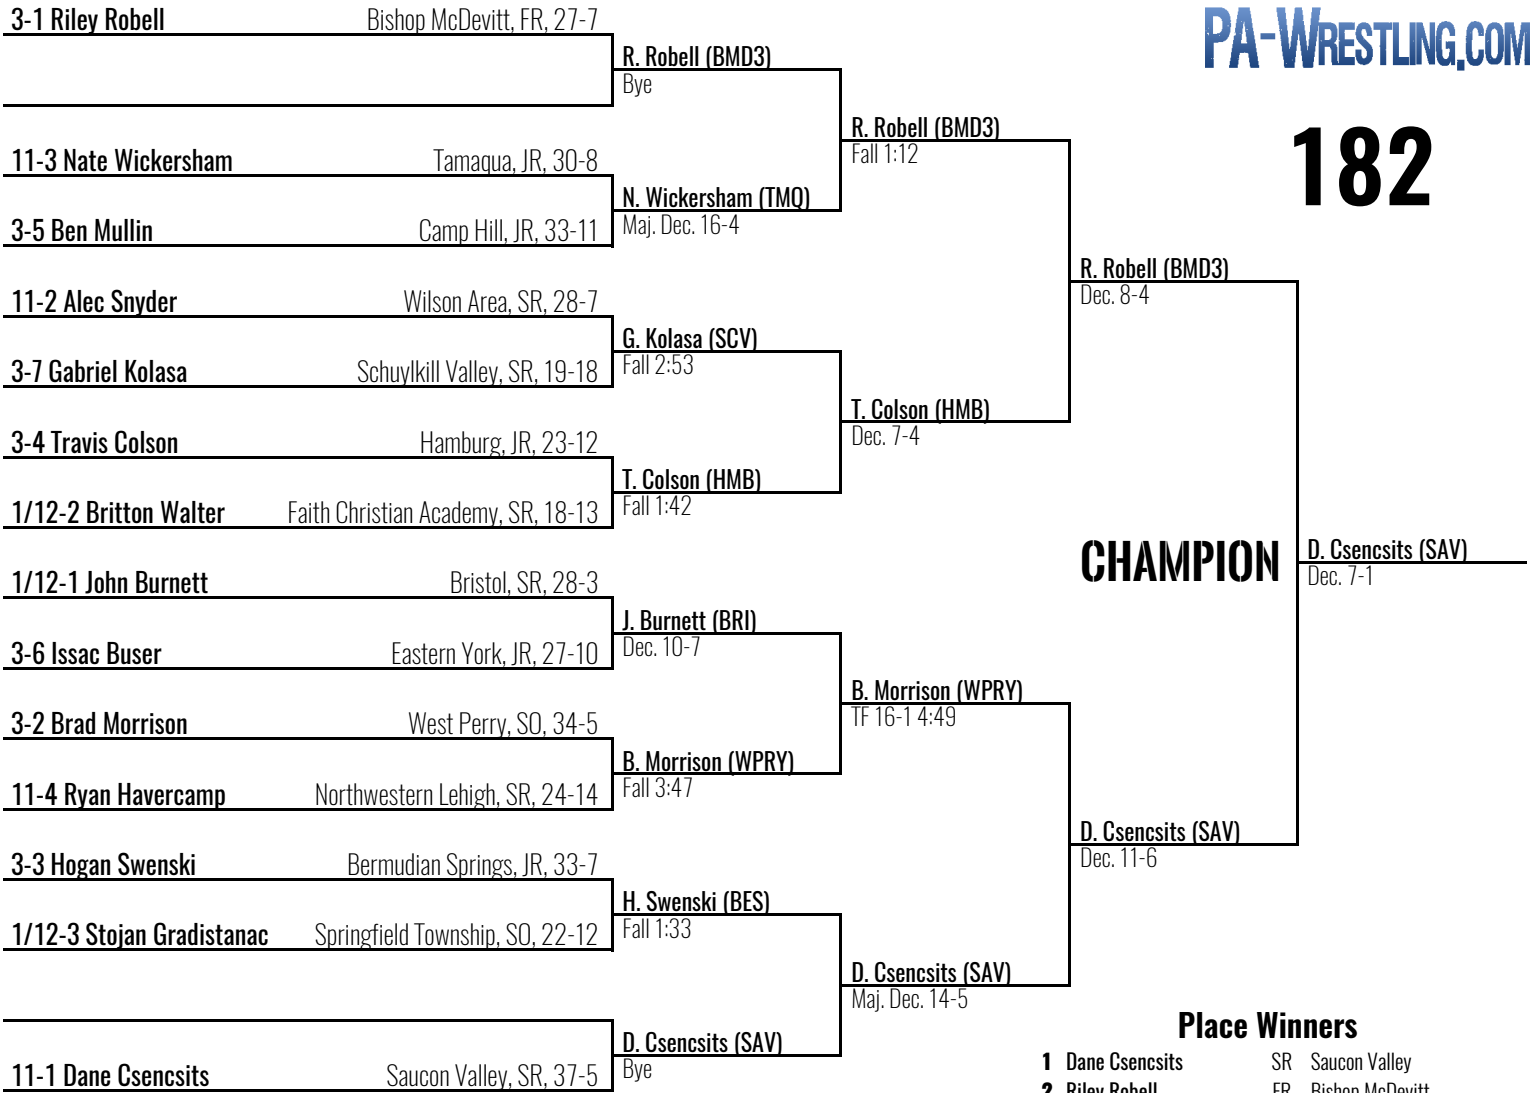 3-1 Riley Robell Bishop McDevitt, FR, 27-7
PA-WRESTLING.COM
R. Robell (BMD3)
Bye
R. Robell (BMD3)
Fall 1:12
182
11-3 Nate Wickersham Tamaqua, JR, 30-8
N. Wickersham (TMQ)
Maj. Dec. 16-4
3-5 Ben Mullin Camp Hill, JR, 33-11
R. Robell (BMD3)
Dec. 8-4
11-2 Alec Snyder Wilson Area, SR, 28-7
G. Kolasa (SCV)
Fall 2:53
3-7 Gabriel Kolasa Schuylkill Valley, SR, 19-18
T. Colson (HMB)
Dec. 7-4
3-4 Travis Colson Hamburg, JR, 23-12
T. Colson (HMB)
Fall 1:42
1/12-2 Britton Walter Faith Christian Academy, SR, 18-13
CHAMPION
D. Csencsits (SAV)
Dec. 7-1
1/12-1 John Burnett Bristol, SR, 28-3
J. Burnett (BRI)
Dec. 10-7
3-6 Issac Buser Eastern York, JR, 27-10
B. Morrison (WPRY)
TF 16-1 4:49
3-2 Brad Morrison West Perry, SO, 34-5
B. Morrison (WPRY)
Fall 3:47
11-4 Ryan Havercamp Northwestern Lehigh, SR, 24-14
D. Csencsits (SAV)
Dec. 11-6
3-3 Hogan Swenski Bermudian Springs, JR, 33-7
H. Swenski (BES)
Fall 1:33
1/12-3 Stojan Gradistanac Springfield Township, SO, 22-12
D. Csencsits (SAV)
Maj. Dec. 14-5
D. Csencsits (SAV)
Bye
11-1 Dane Csencsits Saucon Valley, SR, 37-5
Place Winners
1 Dane Csencsits SR Saucon Valley
2 Riley Robell FR Bishop McDevitt